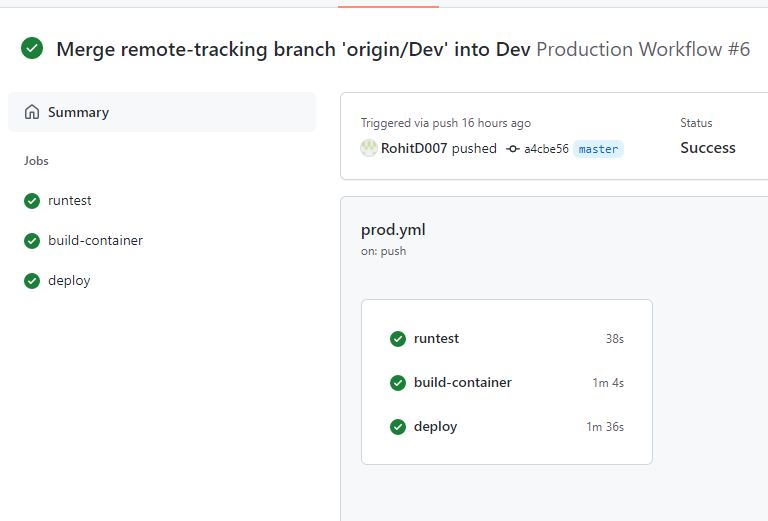 Merge remote-tracking branch 'origin/Dev' into Dev Production Workflow #6
Summary
Jobs
runtest
build-container
deploy
Triggered via push 16 hours ago
Status
RohitD007 pushed a4cbe56 master
Success
prod.yml
on: push
runtest 38s
build-container 1m 4s
deploy 1m 36s